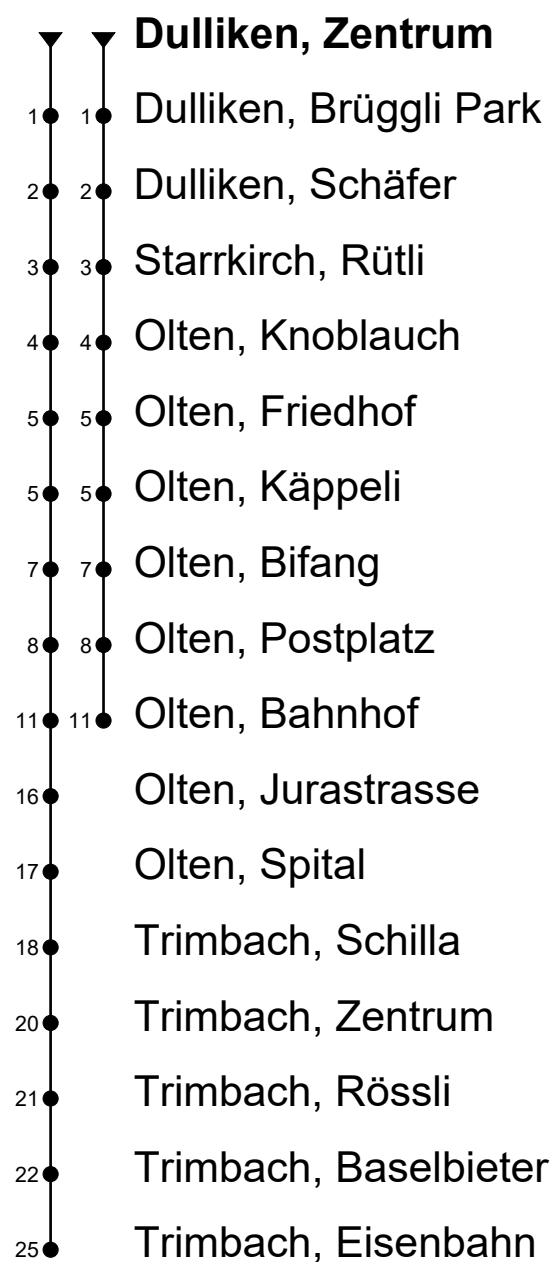 Dulliken, Zentrum
1 1 Dulliken, Brüggli Park
2 2 Dulliken, Schäfer
3 3 Starrkirch, Rütli
4 4 Olten, Knoblauch
5 5 Olten, Friedhof
5 5 Olten, Käppeli
7 7 Olten, Bifang
8 8 Olten, Postplatz
11 11 Olten, Bahnhof
16 Olten, Jurastrasse
17 Olten, Spital
18 Trimbach, Schilla
20 Trimbach, Zentrum
21 Trimbach, Rössli
22 Trimbach, Baselbieter
25 Trimbach, Eisenbahn